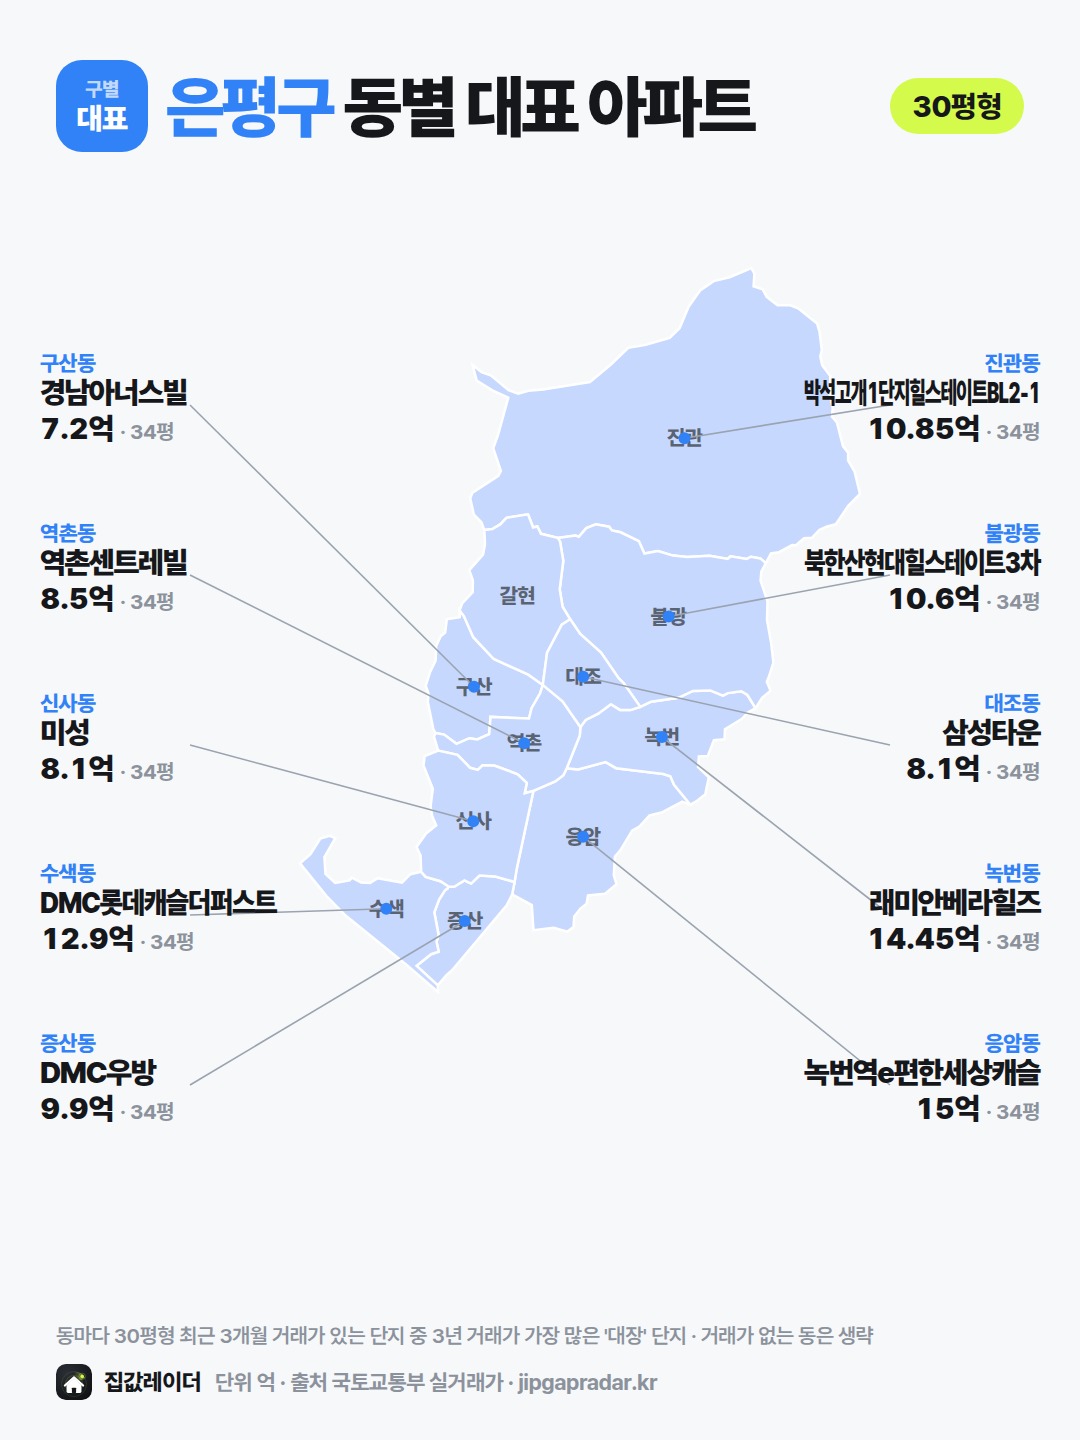 구별
대표
은평구 동별 대표 아파트
30평형
구산동
경남아너스빌
7.2억 · 34평
역촌동
역촌센트레빌
8.5억 · 34평
신사동
미성
8.1억 · 34평
수색동
DMC롯데캐슬더퍼스트
12.9억 · 34평
증산동
DMC우방
9.9억 · 34평
진관
갈현
불광
구산
대조
역촌
녹번
신사
응암
수색
증산
진관동
박석고개1단지힐스테이트BL2-1
10.85억 · 34평
불광동
북한산현대힐스테이트3차
10.6억 · 34평
대조동
삼성타운
8.1억 · 34평
녹번동
래미안베라힐즈
14.45억 · 34평
응암동
녹번역e편한세상캐슬
15억 · 34평
동마다 30평형 최근 3개월 거래가 있는 단지 중 3년 거래가 가장 많은 '대장' 단지 · 거래가 없는 동은 생략
집값레이더 단위 억 · 출처 국토교통부 실거래가 · jipgapradar.kr